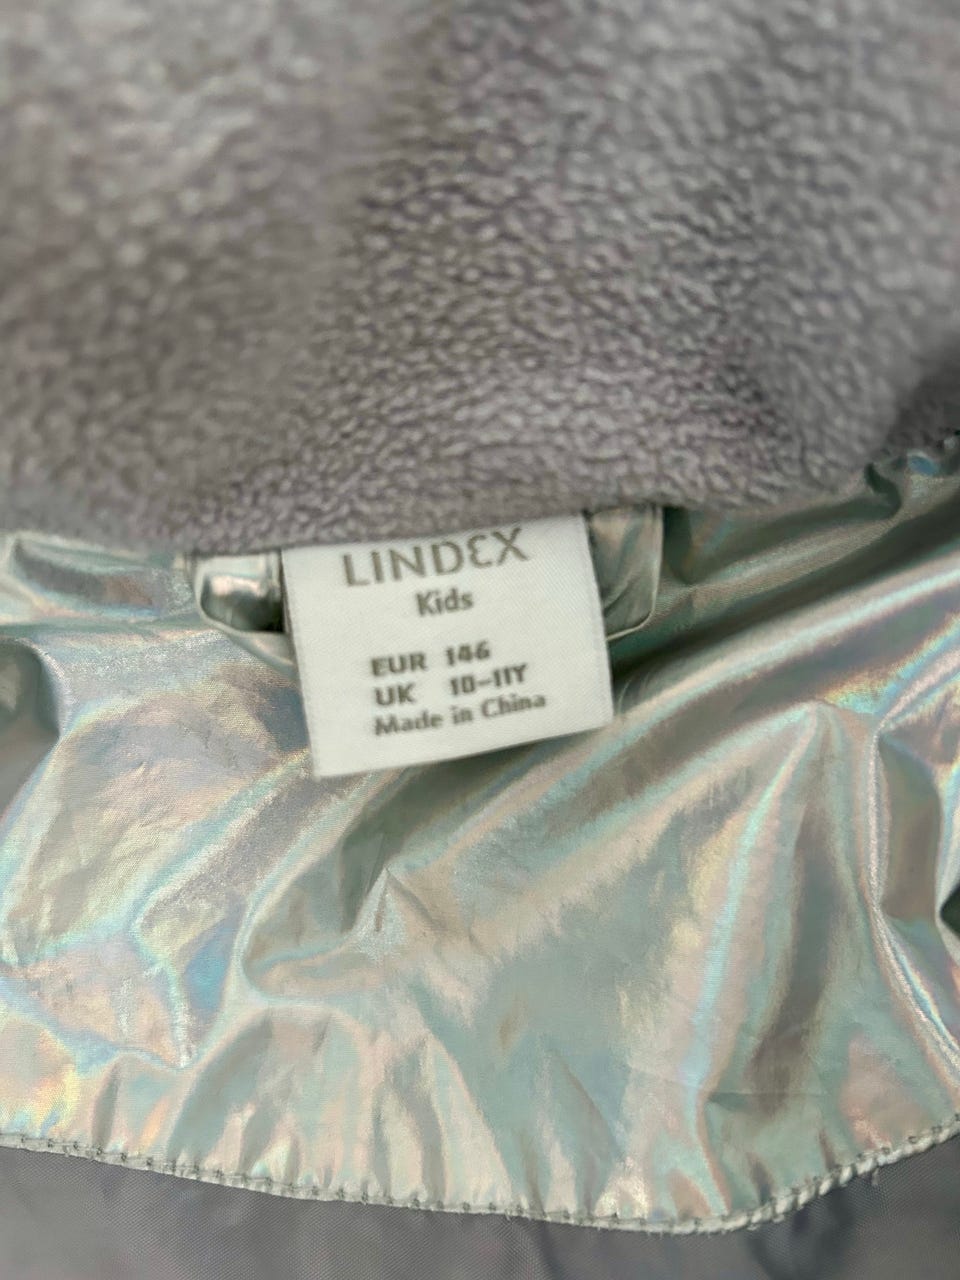 LINDEX
Kids
EUR 146
UK 10-11Y
Made in China